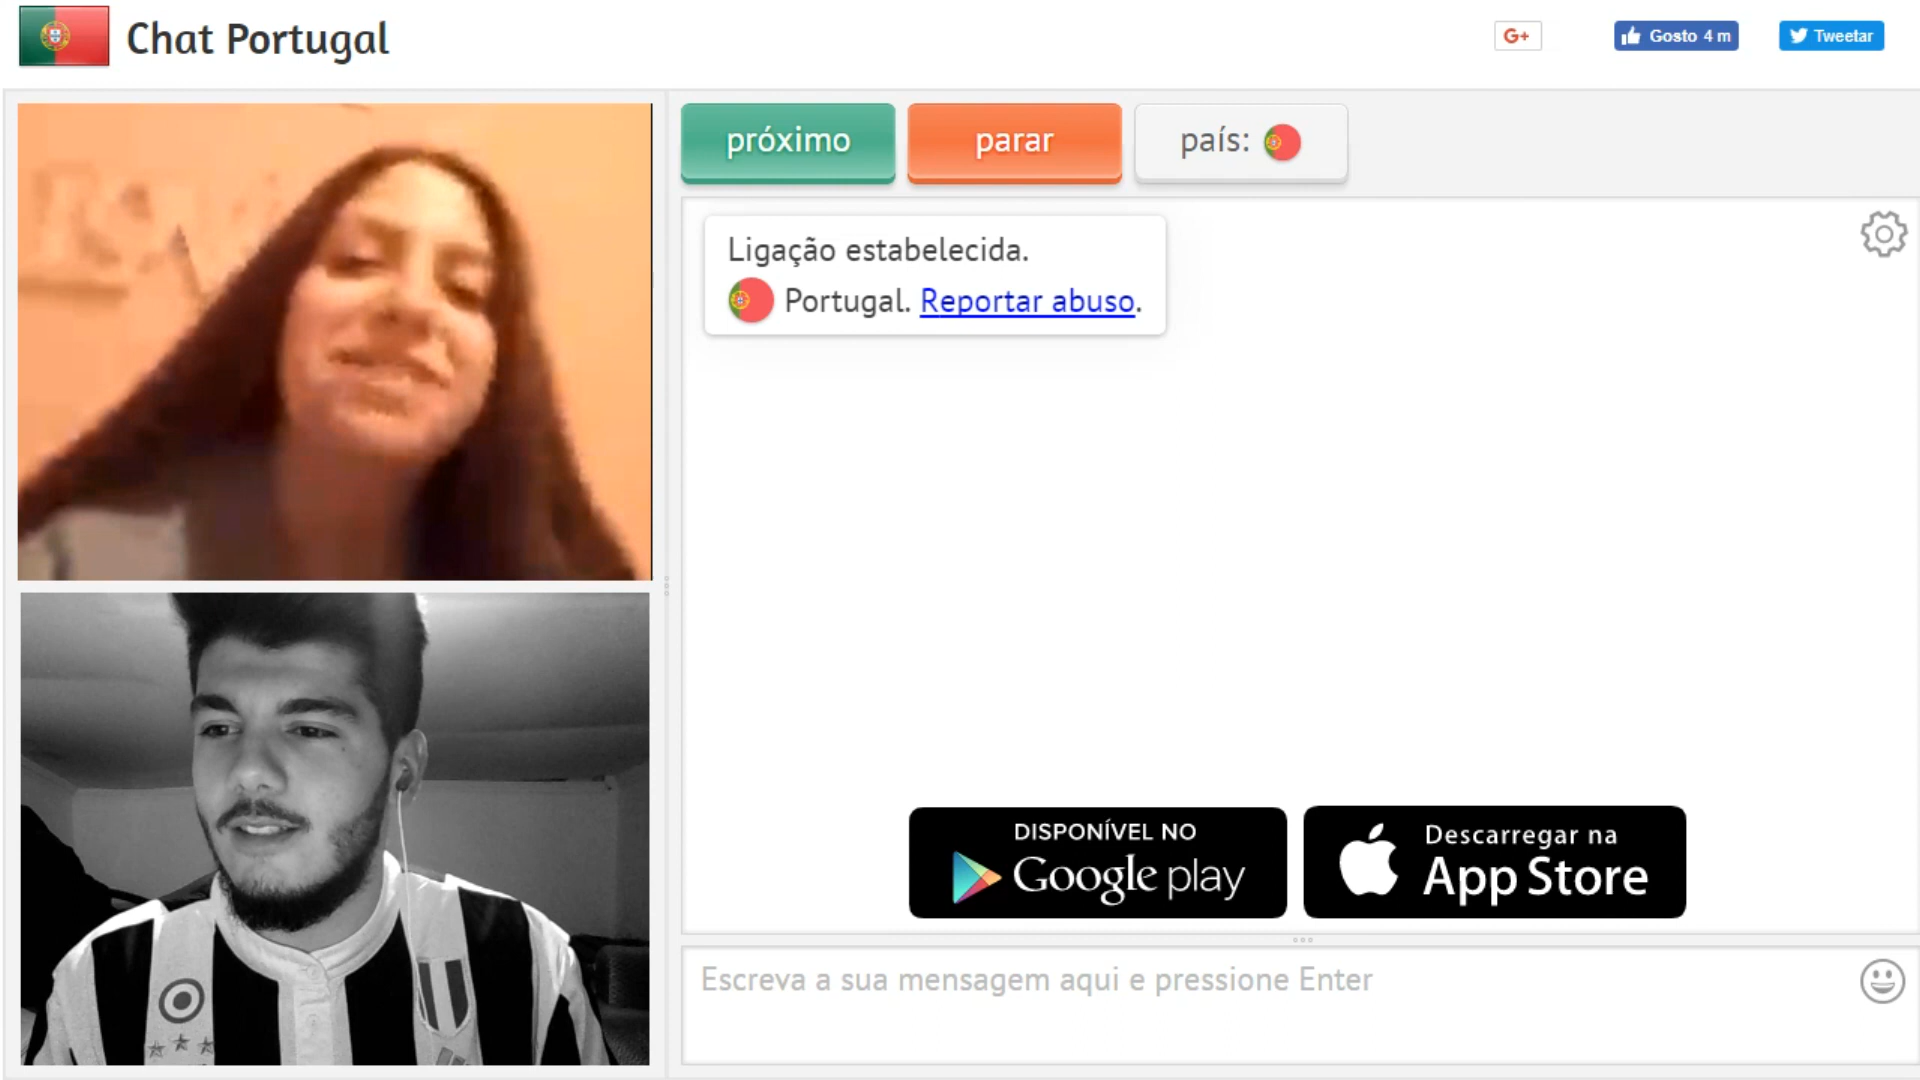 Chat Portugal
G+
Gosto 4 m
Tweetar
próximo
parar
país:
Ligação estabelecida.
Portugal. Reportar abuso.
DISPONÍVEL NO
Google play
Descarregar na
App Store
Escreva a sua mensagem aqui e pressione Enter